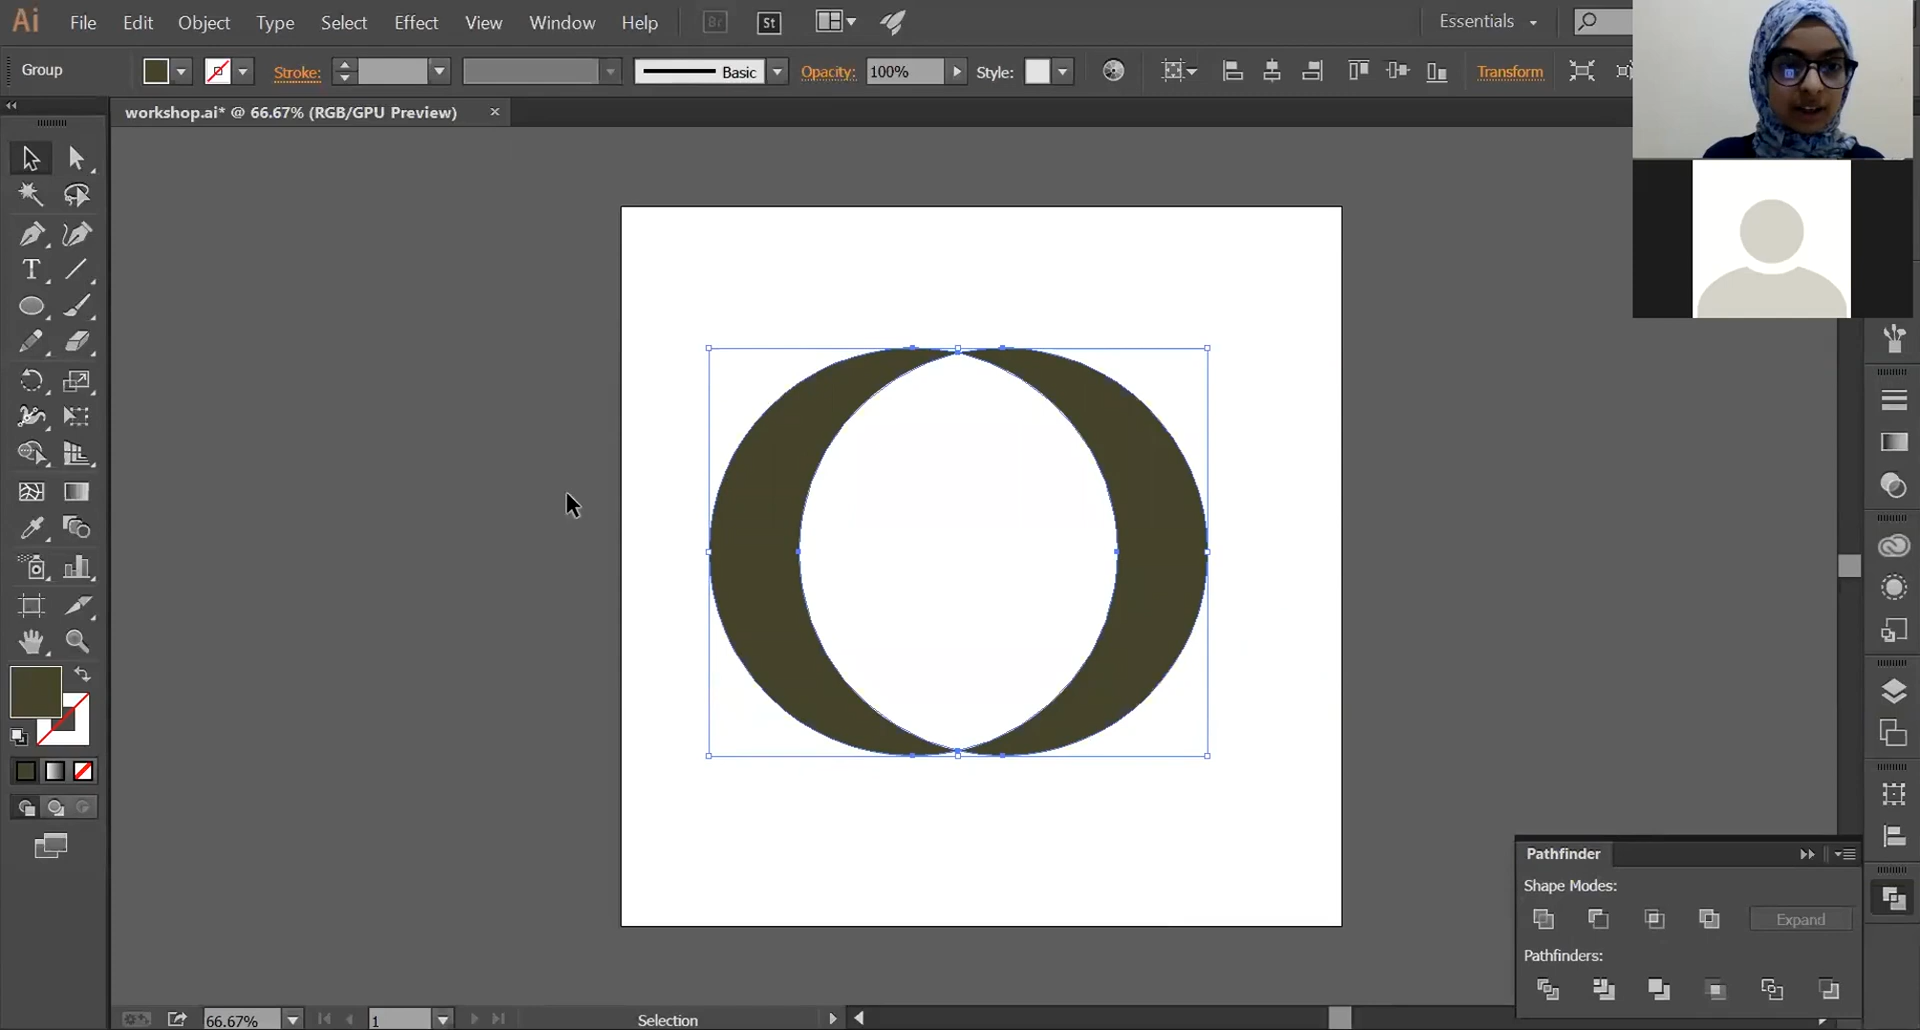 Ai File Edit Object Type Select Effect View Window Help Br St Essentials
Group Stroke: Basic Opacity: 100% Style: Transform
workshop.ai* @ 66.67% (RGB/GPU Preview) ×
T
Pathfinder
Shape Modes:
Expand
Pathfinders:
66.67% 1 Selection